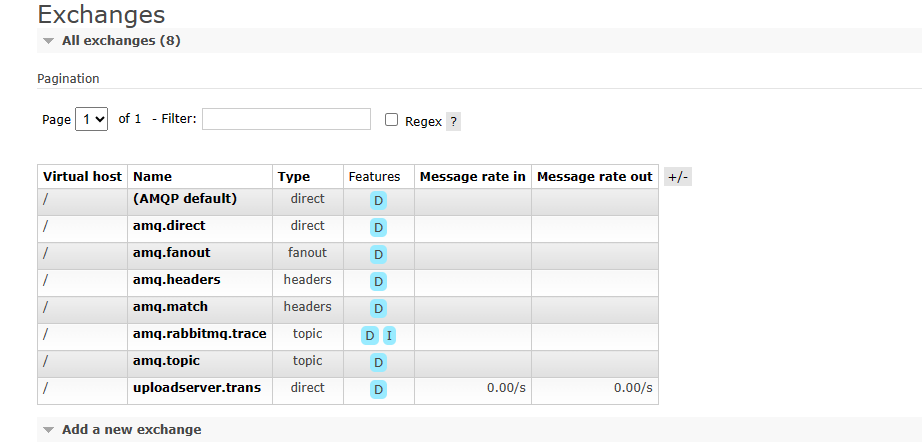 Exchanges
All exchanges (8)
Pagination
Page 1 of 1 - Filter: Regex ?
Virtual host Name Type Features Message rate in Message rate out +/-
/ (AMQP default) direct D
/ amq.direct direct D
/ amq.fanout fanout D
/ amq.headers headers D
/ amq.match headers D
/ amq.rabbitmq.trace topic D I
/ amq.topic topic D
/ uploadserver.trans direct D 0.00/s 0.00/s
Add a new exchange